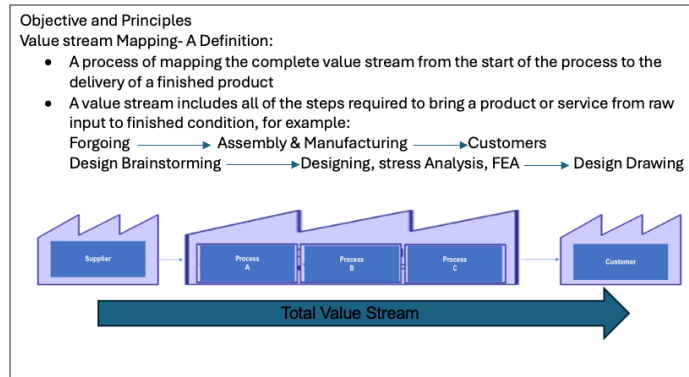 Objective and Principles
Value stream Mapping- A Definition:
• A process of mapping the complete value stream from the start of the process to the
delivery of a finished product
• A value stream includes all of the steps required to bring a product or service from raw
input to finished condition, for example:
Forgoing → Assembly & Manufacturing → Customers
Design Brainstorming → Designing, stress Analysis, FEA → Design Drawing
Supplier
Process
A
Process
B
Process
C
Customer
Total Value Stream